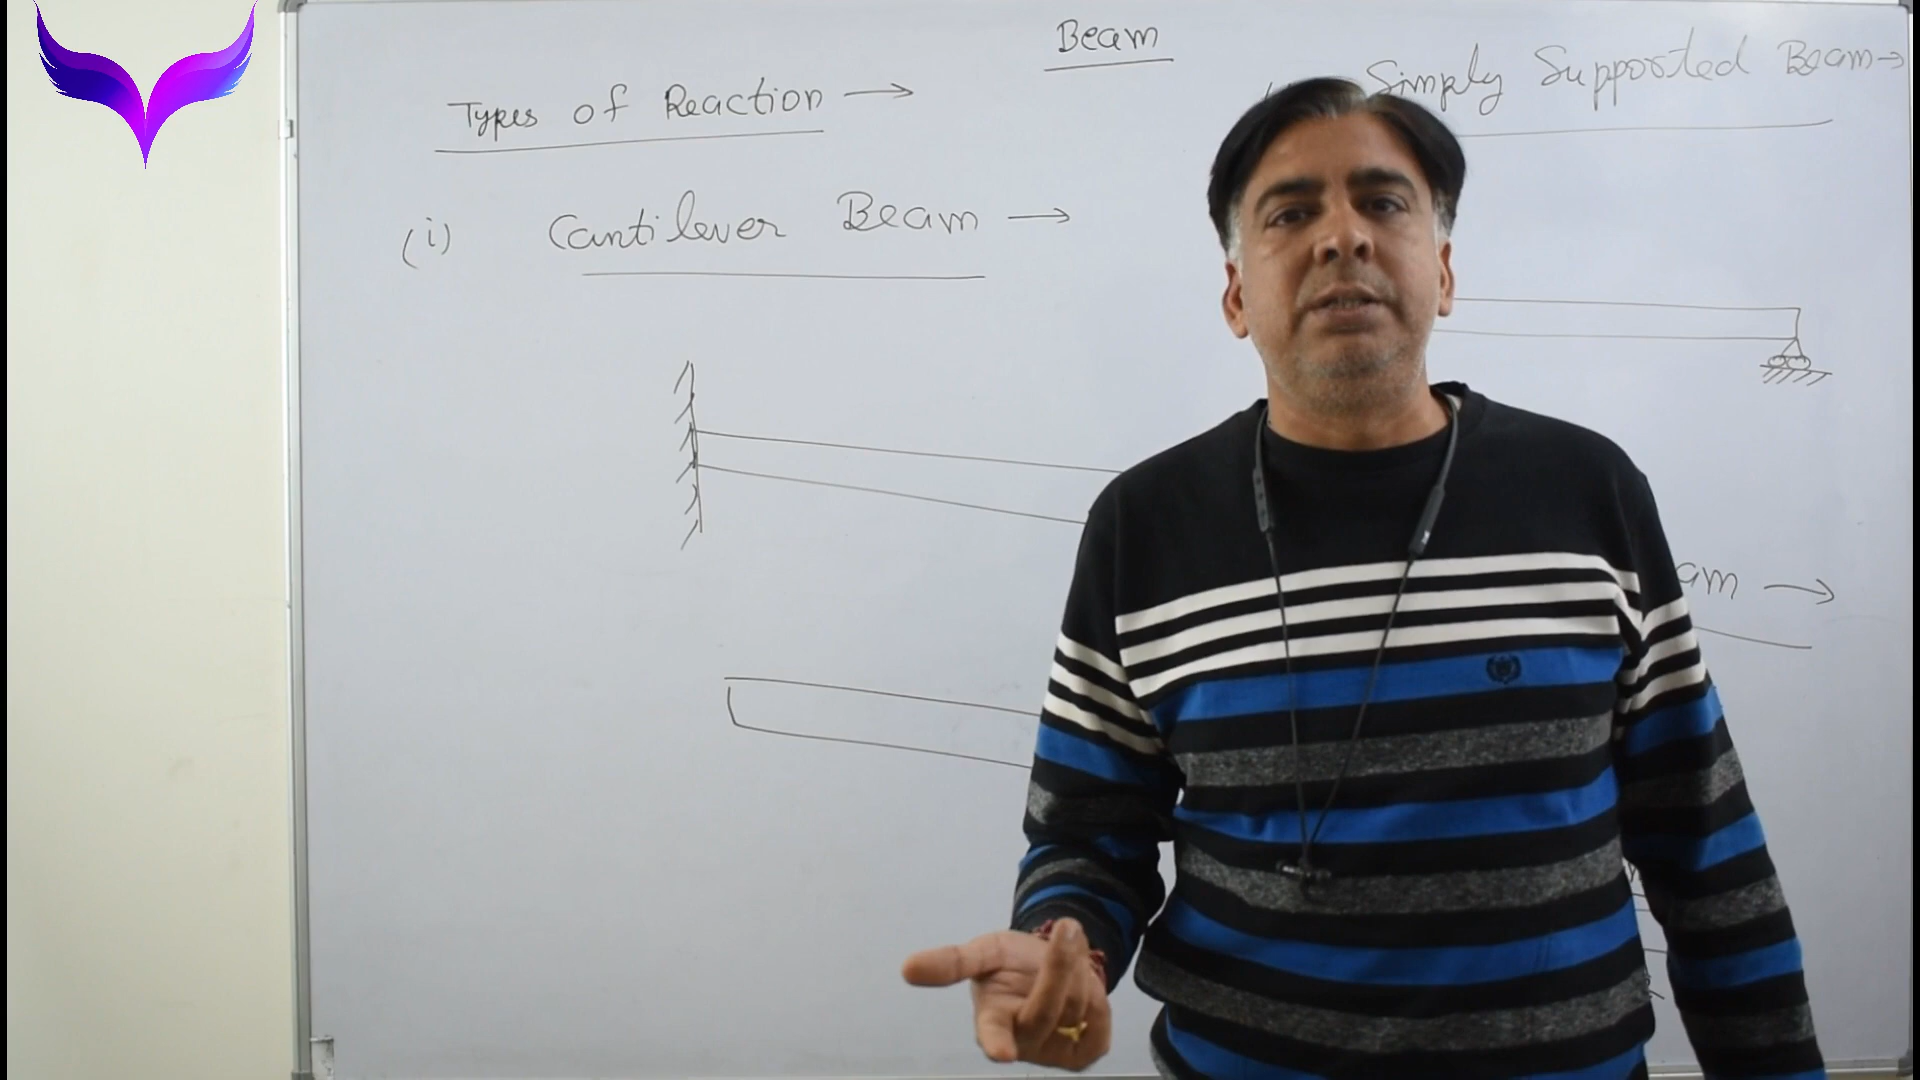 Beam
Types of Reaction →
Simply Supported Beam →
(i) Cantilever Beam →
am →